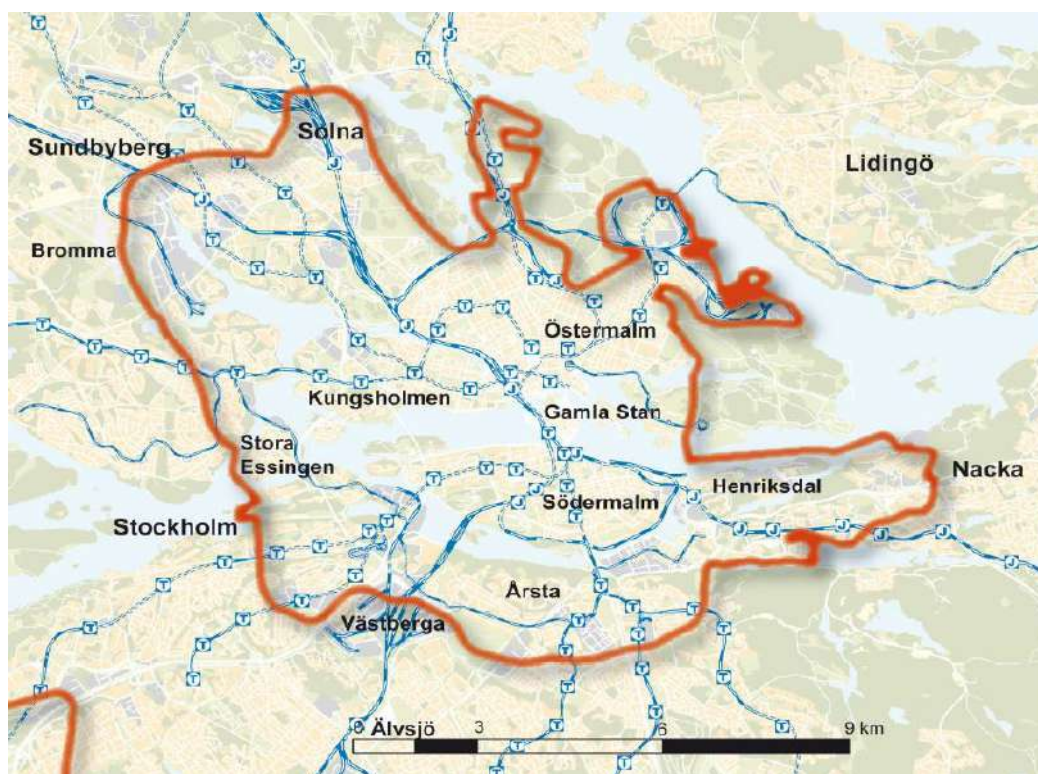 Solna
Sundbyberg
Lidingö
Bromma
Östermalm
Kungsholmen
Gamla Stan
Stora
Essingen
Nacka
Henriksdal
Södermalm
Stockholm
Årsta
Västberga
0 Älvsjö 3 6 9 km